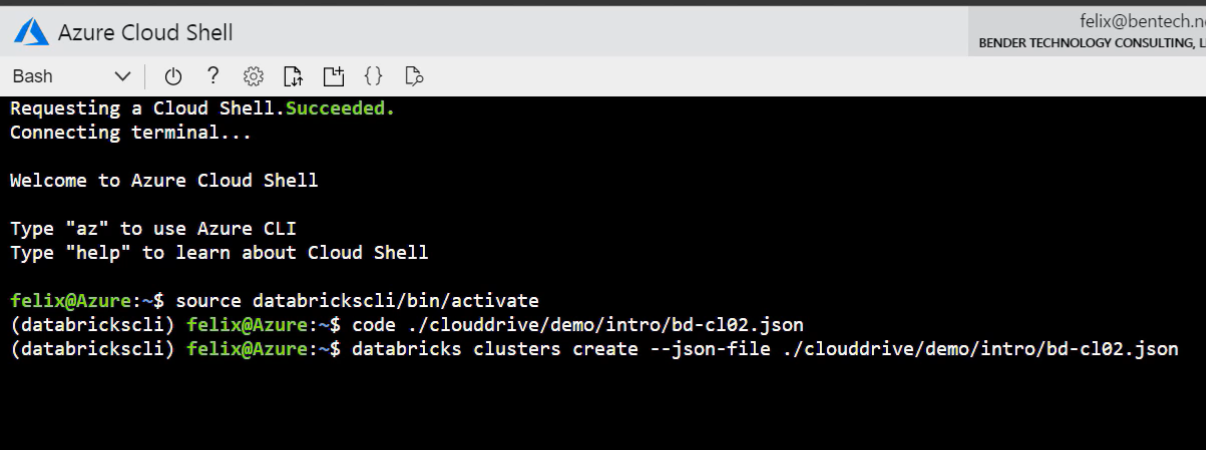 Azure Cloud Shell
felix@bentech.n
BENDER TECHNOLOGY CONSULTING, L
Bash
Requesting a Cloud Shell.Succeeded.
Connecting terminal...
Welcome to Azure Cloud Shell
Type "az" to use Azure CLI
Type "help" to learn about Cloud Shell
felix@Azure:~$ source databrickscli/bin/activate
(databrickscli) felix@Azure:~$ code ./clouddrive/demo/intro/bd-cl02.json
(databrickscli) felix@Azure:~$ databricks clusters create --json-file ./clouddrive/demo/intro/bd-cl02.json